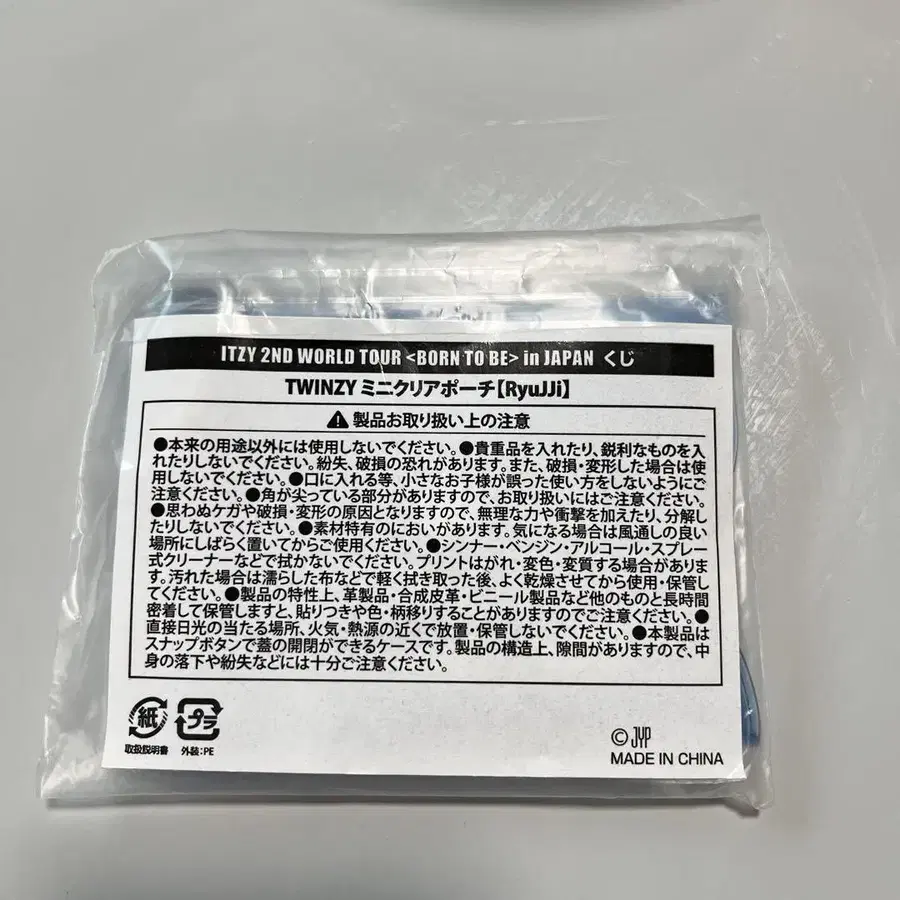 ITZY 2ND WORLD TOUR <BORN TO BE> in JAPAN くじ
TWINZY ミニクリアポーチ【RyuJJi】
製品お取り扱い上の注意
●本来の用途以外には使用しないでください。●貴重品を入れたり、鋭利なものを入
れたりしないでください。紛失、破損の恐れがあります。また、破損・変形した場合は使
用しないでください。●口に入れる等、小さなお子様が誤った使い方をしないようにご
注意ください。●角が尖っている部分がありますので、お取り扱いにはご注意ください。
●思わぬケガや破損・変形の原因となりますので、無理な力や衝撃を加えたり、分解し
たりしないでください。●素材特有のにおいがあります。気になる場合は風通しの良い
場所にしばらく置いてからご使用ください。●シンナー・ベンジン・アルコール・スプレー
式クリーナーなどで拭かないでください。プリントはがれ・変色・変質する場合がありま
す。汚れた場合は濡らした布などで軽く拭き取った後、よく乾燥させてから使用・保管し
てください。●製品の特性上、革製品・合成皮革・ビニール製品など他のものと長時間
密着して保管しますと、貼りつきや色・柄移りすることがありますのでご注意ください。●
直接日光の当たる場所、火気・熱源の近くで放置・保管しないでください。●本製品は
スナップボタンで蓋の開閉ができるケースです。製品の構造上、隙間がありますので、中
身の落下や紛失などには十分ご注意ください。
紙 プラ
取扱説明書 外装:PE
© JYP
MADE IN CHINA